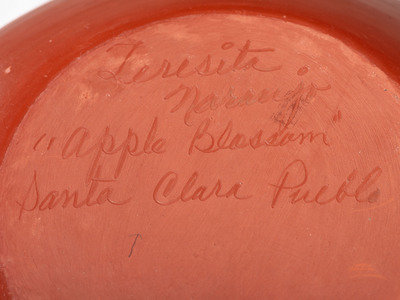 Teresita
Naranjo
"Apple Blossom"
Santa Clara Pueblo